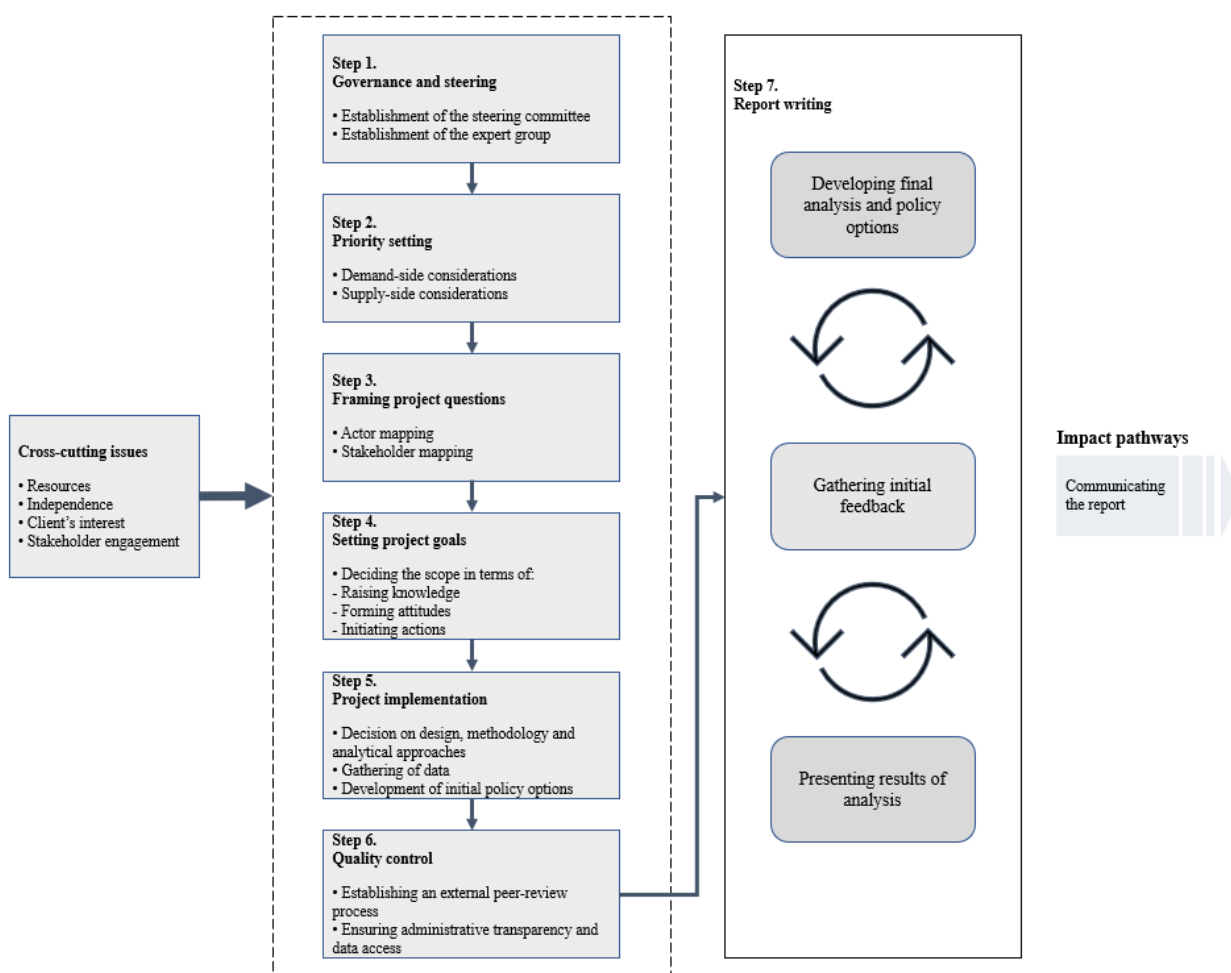 Cross-cutting issues
• Resources
• Independence
• Client's interest
• Stakeholder engagement
Step 1.
Governance and steering
• Establishment of the steering committee
• Establishment of the expert group
Step 2.
Priority setting
• Demand-side considerations
• Supply-side considerations
Step 3.
Framing project questions
• Actor mapping
• Stakeholder mapping
Step 4.
Setting project goals
• Deciding the scope in terms of:
- Raising knowledge
- Forming attitudes
- Initiating actions
Step 5.
Project implementation
• Decision on design, methodology and
analytical approaches
• Gathering of data
• Development of initial policy options
Step 6.
Quality control
• Establishing an external peer-review
process
• Ensuring administrative transparency and
data access
Step 7.
Report writing
Developing final
analysis and policy
options
Gathering initial
feedback
Presenting results of
analysis
Impact pathways
Communicating
the report